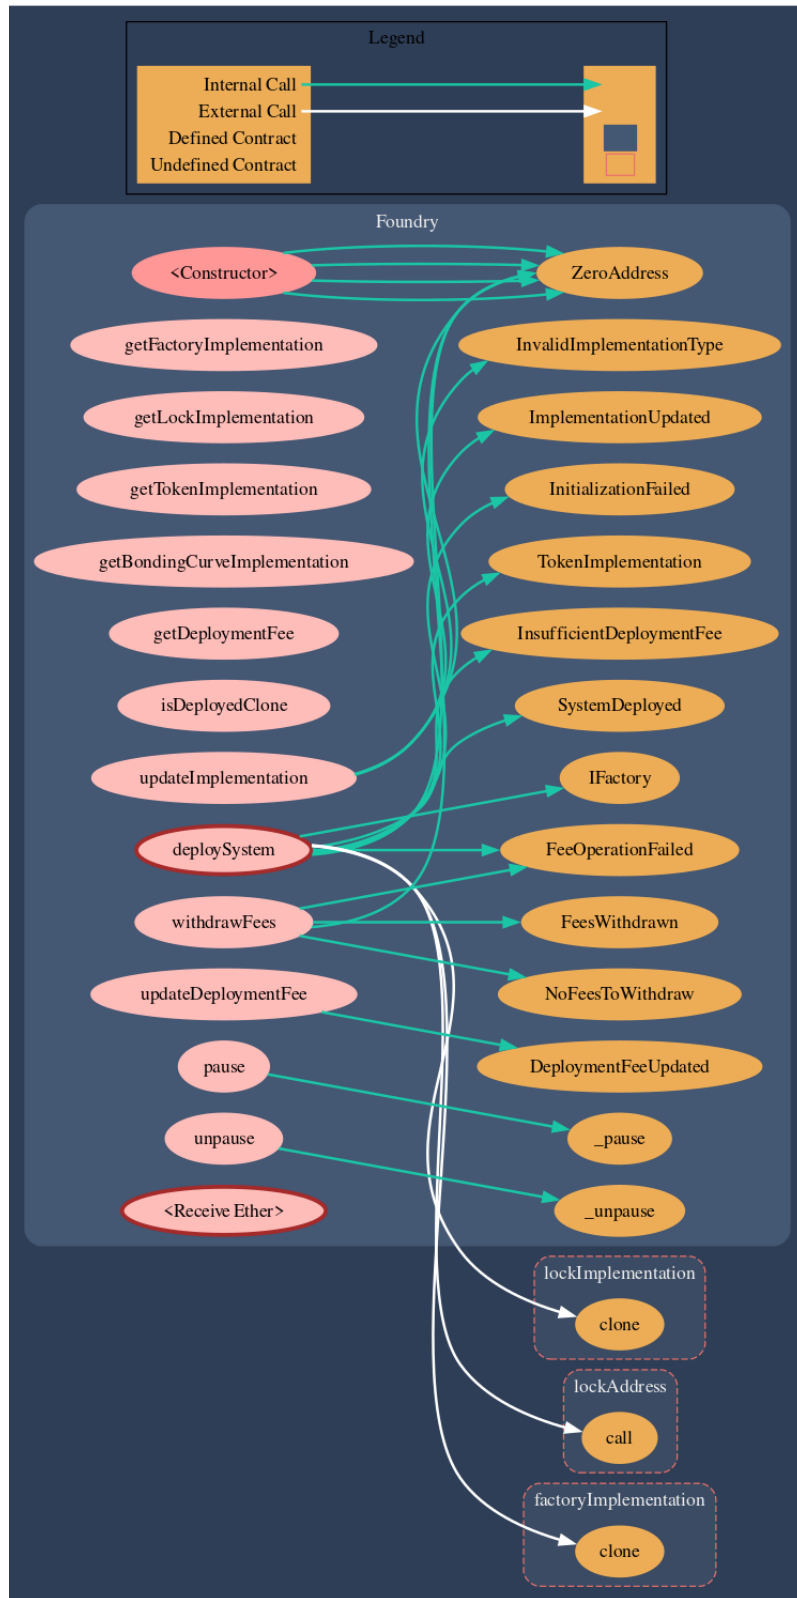 Legend
Internal Call
External Call
Defined Contract
Undefined Contract
Foundry
<Constructor>
ZeroAddress
getFactoryImplementation
InvalidImplementationType
getLockImplementation
ImplementationUpdated
getTokenImplementation
InitializationFailed
getBondingCurveImplementation
TokenImplementation
getDeploymentFee
InsufficientDeploymentFee
isDeployedClone
SystemDeployed
updateImplementation
IFactory
deploySystem
FeeOperationFailed
withdrawFees
FeesWithdrawn
updateDeploymentFee
NoFeesToWithdraw
pause
DeploymentFeeUpdated
unpause
_pause
<Receive Ether>
_unpause
lockImplementation
clone
lockAddress
call
factoryImplementation
clone